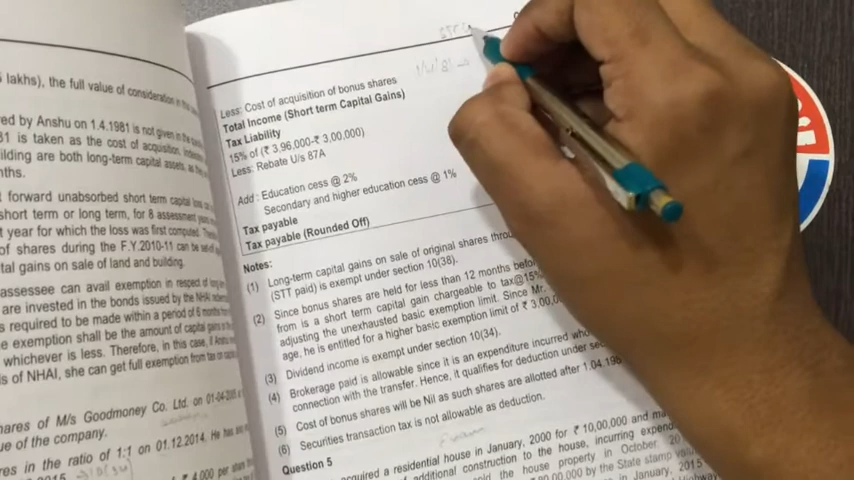 lakhs), the full value of consideration in this
red by Anshu on 1.4.1981 is not given in the
81 is taken as the cost of acquisition.
ilding are both long-term capital assets, as
nths.
t forward unabsorbed short term capital
short term or long term, for 8 assessment years
t year for which the loss was first computed.
of shares during the F.Y.2010-11 can be set-
tal gains on sale of land and building.
assessee can avail exemption in respect of
are invested in the bonds issued by the NHAI
s required to be made within a period of 6 months
e exemption shall be the amount of capital gains
whichever is less. Therefore, in this case, if Anshu
s of NHAI, she can get full exemption from tax on
hares of M/s Goodmoney Co. Ltd. on 01-04-2005
ue of the company.
res in the ratio of 1:1 on 01.12.2014. He has
2015
₹ 4,000 per share
Less: Cost of acquisition of bonus shares
Total Income (Short term Capital Gains)
Tax Liability
15% of (₹ 3,96,000-₹ 3,00,000)
Less: Rebate U/s 87A
Add : Education cess @ 2%
Secondary and higher education cess @ 1%
Tax payable
Tax payable (Rounded Off)
Notes:
(1) Long-term capital gains on sale of original shares
(STT paid) is exempt under section 10(38).
(2) Since bonus shares are held for less than 12 months
from is a short term capital gain chargeable to tax@15%
adjusting the unexhausted basic exemption limit. Since Mr.
age, he is entitled for a higher basic exemption limit of ₹ 3,00,
(3) Dividend income is exempt under section 10(34).
(4) Brokerage paid is allowable since it is an expenditure incurred
connection with the transfer. Hence, it qualifies for deduction under
(5) Cost of bonus shares will be Nil as such shares are allotted after 1.04.198
(6) Securities transaction tax is not allowable as deduction.
Question 5
acquired a residential house in January, 2000 for ₹ 10,00,000 and
of additional construction to the house, incurring
the house property in October
by the State stamp
in January, 2015